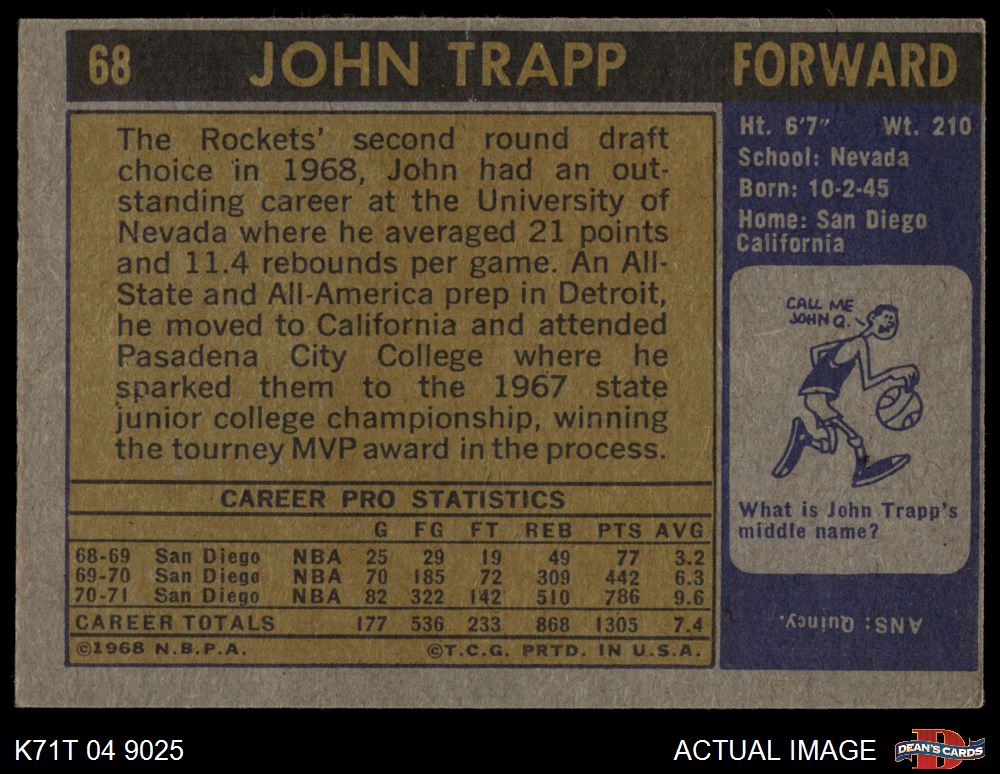 68 JOHN TRAPP FORWARD
The Rockets' second round draft
choice in 1968, John had an out-
standing career at the University of
Nevada where he averaged 21 points
and 11.4 rebounds per game. An All-
State and All-America prep in Detroit,
he moved to California and attended
Pasadena City College where he
sparked them to the 1967 state
junior college championship, winning
the tourney MVP award in the process.
CAREER PRO STATISTICS
G FG FT REB PTS AVG
68-69 San Diego NBA 25 29 19 49 77 3.2
69-70 San Diego NBA 70 185 72 309 442 6.3
70-71 San Diego NBA 82 322 142 510 786 9.6
CAREER TOTALS 177 536 233 868 1305 7.4
©1968 N.B.P.A. ©T.C.G. PRTD. IN U.S.A.
Ht. 6'7" Wt. 210
School: Nevada
Born: 10-2-45
Home: San Diego
California
CALL ME
JOHN Q.
What is John Trapp's
middle name?
ANS: Quincy.
K71T 04 9025 ACTUAL IMAGE D DEAN'S CARDS